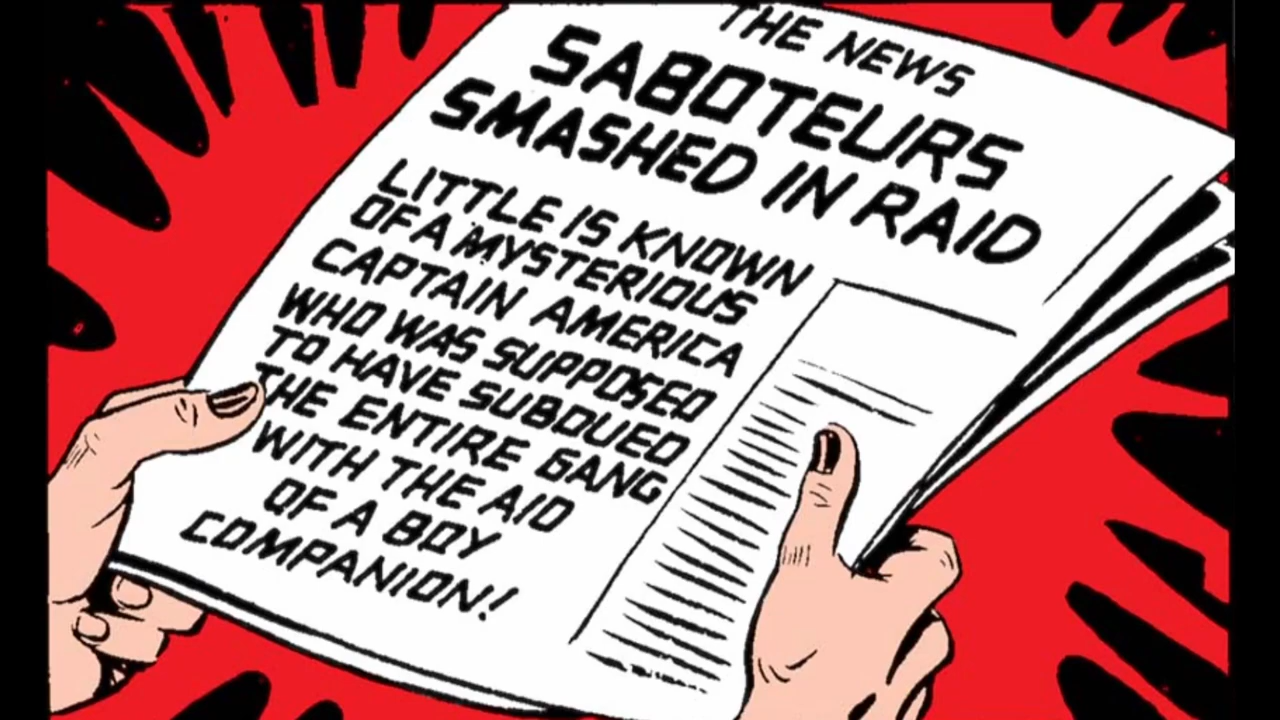 THE NEWS
SABOTEURS
SMASHED IN RAID
LITTLE IS KNOWN
OF A MYSTERIOUS
CAPTAIN AMERICA
WHO WAS SUPPOSED
TO HAVE SUBDUED
THE ENTIRE GANG
WITH THE AID
OF A BOY
COMPANION!